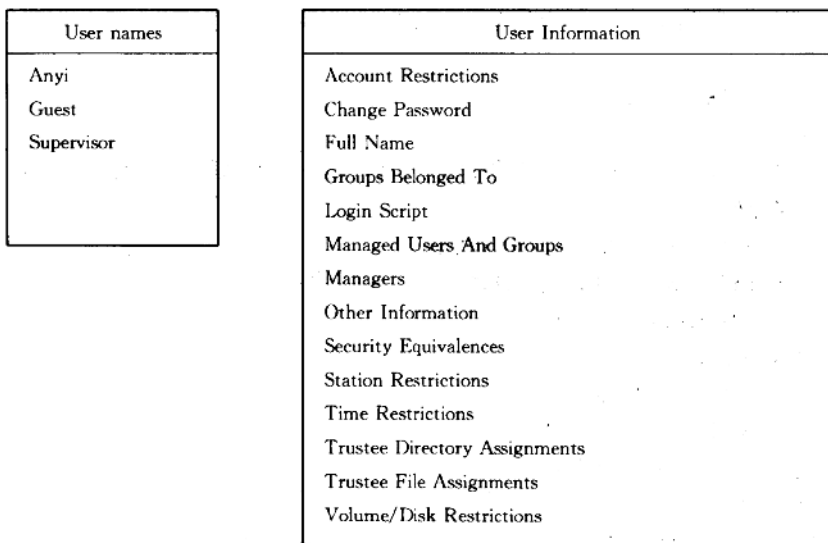 User names
Anyi
Guest
Supervisor
User Information
Account Restrictions
Change Password
Full Name
Groups Belonged To
Login Script
Managed Users And Groups
Managers
Other Information
Security Equivalences
Station Restrictions
Time Restrictions
Trustee Directory Assignments
Trustee File Assignments
Volume/Disk Restrictions